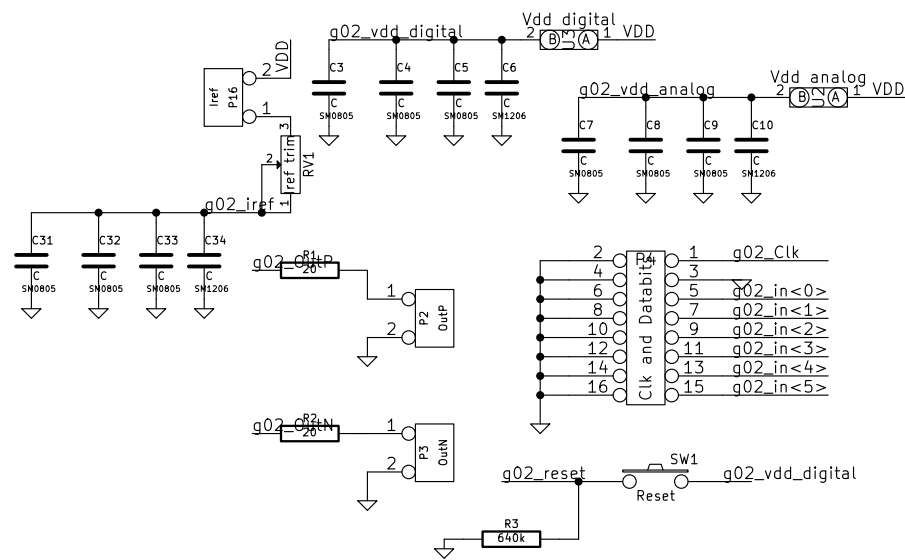 Vdd digital
g02_vdd_digital
2 B U3 A 1 VDD
C3 C4 C5 C6
C C C C
SM0805 SM0805 SM0805 SM1206
Vdd analog
g02_vdd_analog
2 B U2 A 1 VDD
C7 C8 C9 C10
C C C C
SM0805 SM0805 SM0805 SM1206
VDD
Iref
P16
2
1
3
2
1
Iref trim
RV1
g02_iref
C31 C32 C33 C34
C C C C
SM0805 SM0805 SM0805 SM1206
g02_OutP
R1
20
1
2
P2
OutP
g02_OutN
R2
20
1
2
P3
OutN
P4
Clk and Databits
2 1 g02_Clk
4 3
6 5 g02_in<0>
8 7 g02_in<1>
10 9 g02_in<2>
12 11 g02_in<3>
14 13 g02_in<4>
16 15 g02_in<5>
g02_reset
SW1
Reset
g02_vdd_digital
R3
640k